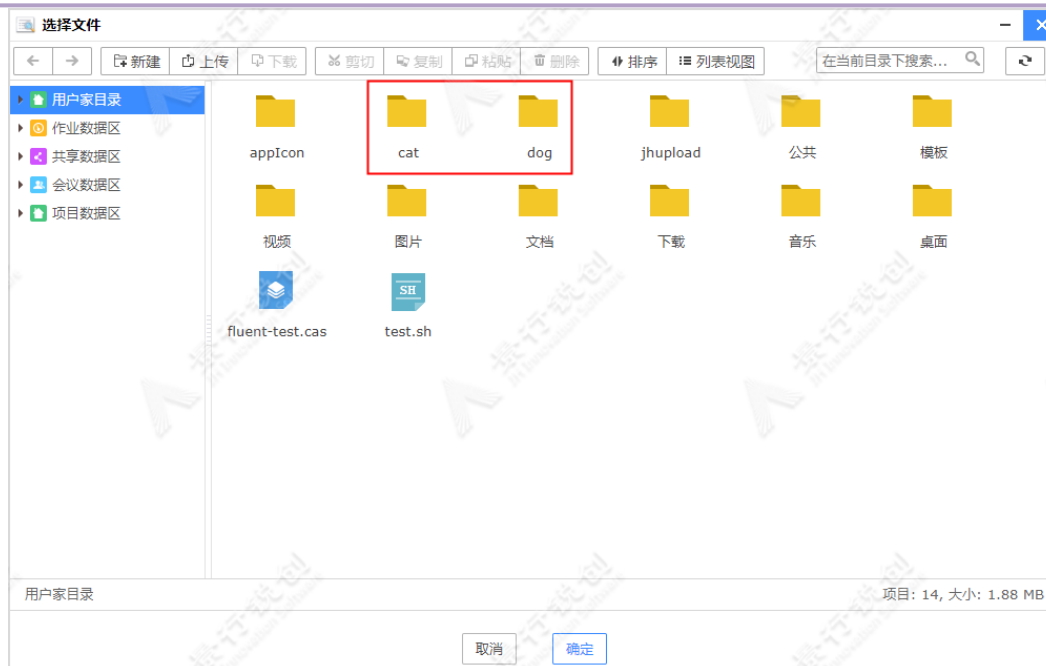 选择文件
新建 上传 下载 剪切 复制 粘贴 删除 排序 列表视图 在当前目录下搜索...
用户家目录
作业数据区
共享数据区
会议数据区
项目数据区
appIcon cat dog jhupload 公共 模板
视频 图片 文档 下载 音乐 桌面
SH
fluent-test.cas test.sh
用户家目录 项目: 14, 大小: 1.88 MB
取消 确定